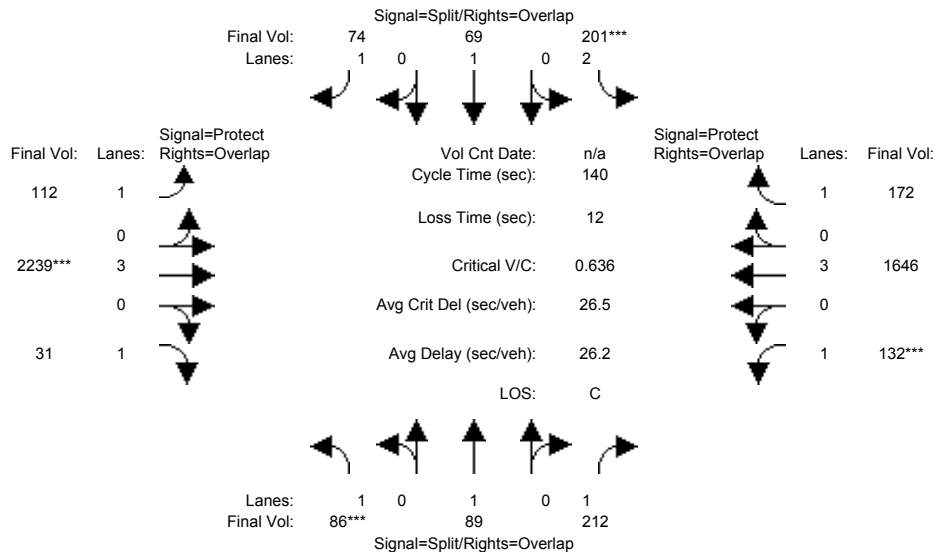 Signal=Split/Rights=Overlap
Final Vol: 74 69 201***
Lanes: 1 0 1 0 2
Signal=Protect
Final Vol: Lanes: Rights=Overlap
Vol Cnt Date: n/a
Signal=Protect
Rights=Overlap Lanes: Final Vol:
Cycle Time (sec): 140
112 1
1 172
Loss Time (sec): 12
0
0
2239*** 3
Critical V/C: 0.636
3 1646
0
Avg Crit Del (sec/veh): 26.5
0
31 1
Avg Delay (sec/veh): 26.2
1 132***
LOS: C
Lanes: 1 0 1 0 1
Final Vol: 86*** 89 212
Signal=Split/Rights=Overlap